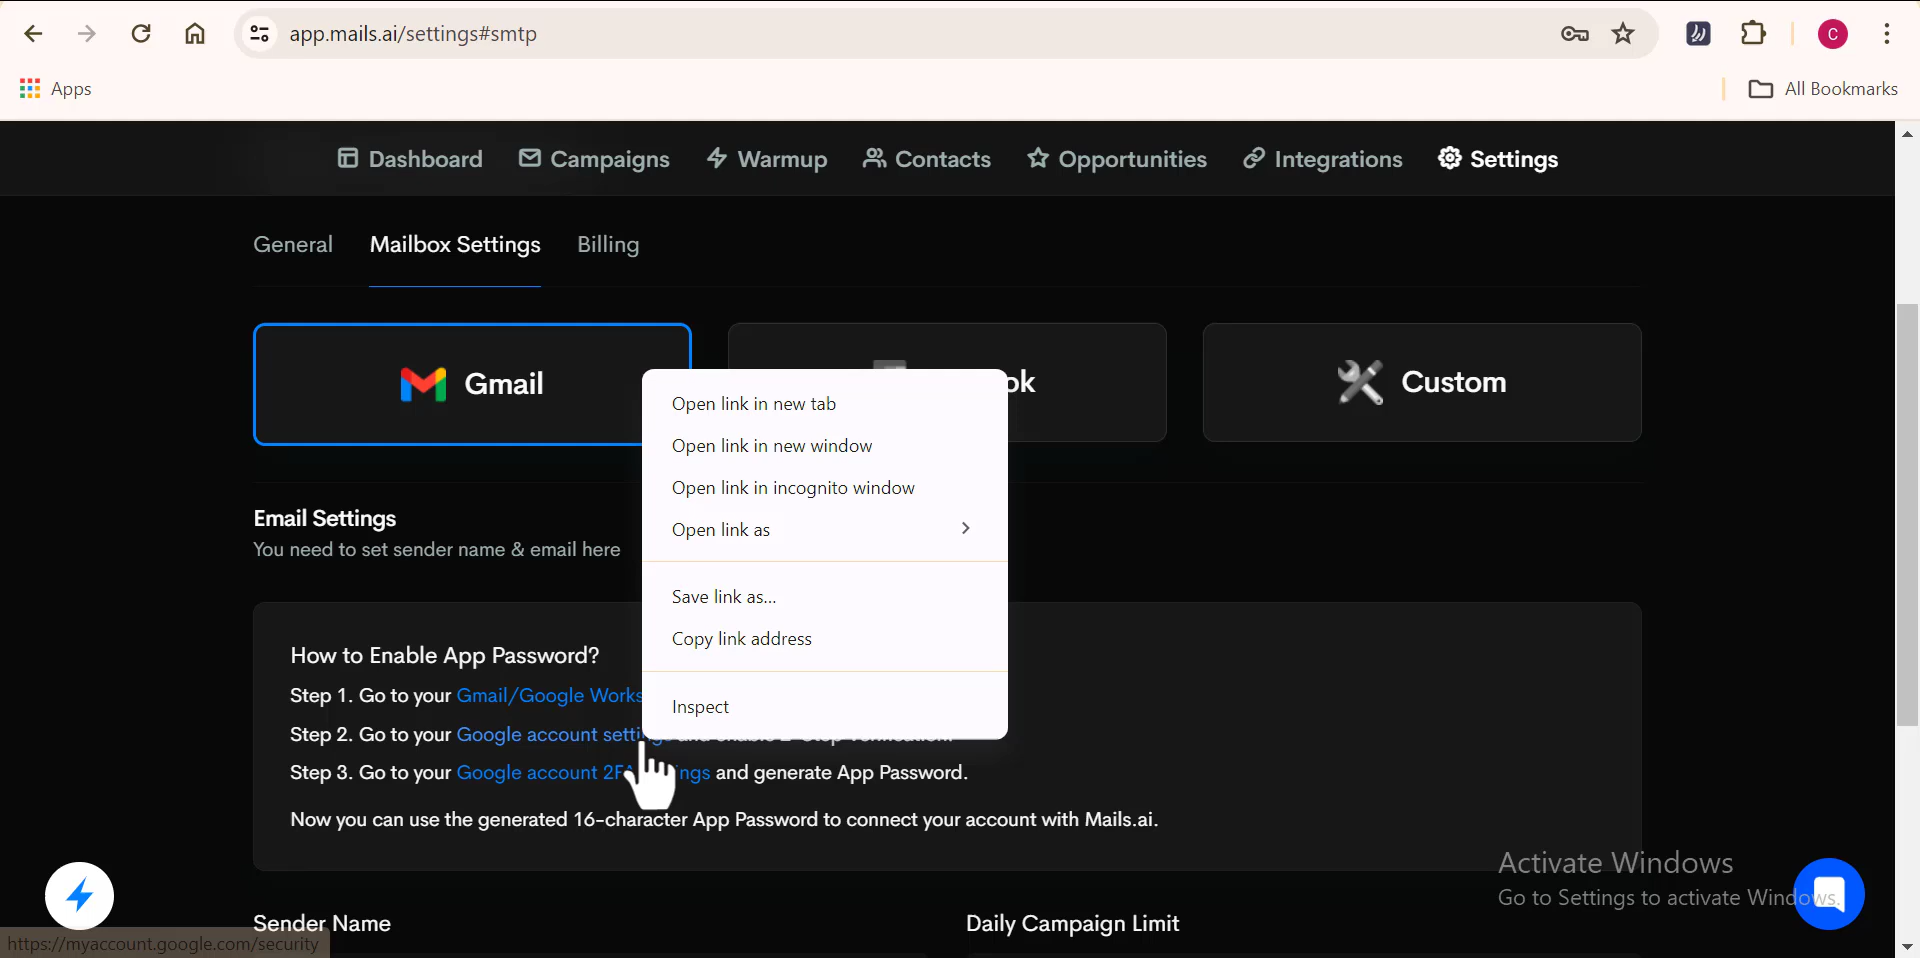 app.mails.ai/settings#smtp
C
Apps
All Bookmarks
Dashboard Campaigns Warmup Contacts Opportunities Integrations Settings
General Mailbox Settings Billing
Gmail
ok
Custom
Open link in new tab
Open link in new window
Open link in incognito window
Open link as
Save link as...
Copy link address
Inspect
Email Settings
You need to set sender name & email here
How to Enable App Password?
Step 1. Go to your Gmail/Google Works
Step 2. Go to your Google account
Step 3. Go to your Google account and generate App Password.
Now you can use the generated 16-character App Password to connect your account with Mails.ai.
Activate Windows
Go to Settings to activate Windows.
Sender Name
Daily Campaign Limit
https://myaccount.google.com/security